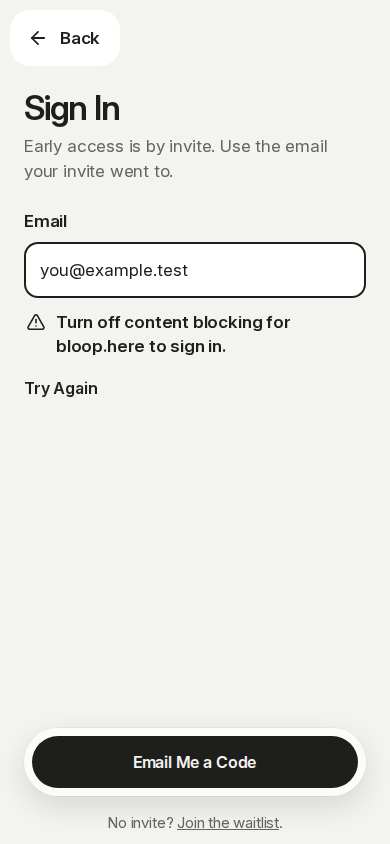 Back
Sign In
Early access is by invite. Use the email
your invite went to.
Email
you@example.test
Turn off content blocking for
bloop.here to sign in.
Try Again
Email Me a Code
No invite? Join the waitlist.